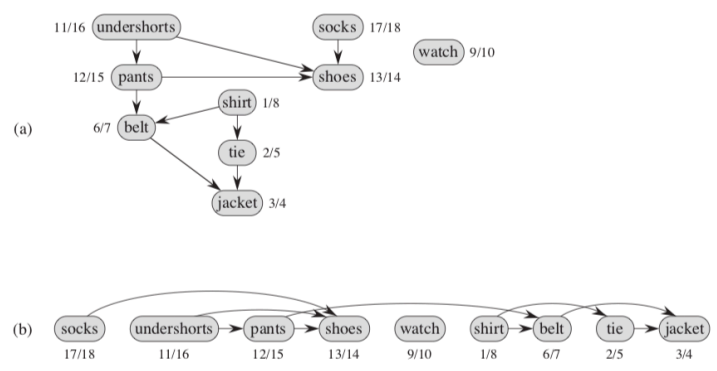 11/16 undershorts socks 17/18
watch 9/10
12/15 pants shoes 13/14
shirt 1/8
(a) 6/7 belt
tie 2/5
jacket 3/4
(b) socks undershorts pants shoes watch shirt belt tie jacket
17/18 11/16 12/15 13/14 9/10 1/8 6/7 2/5 3/4